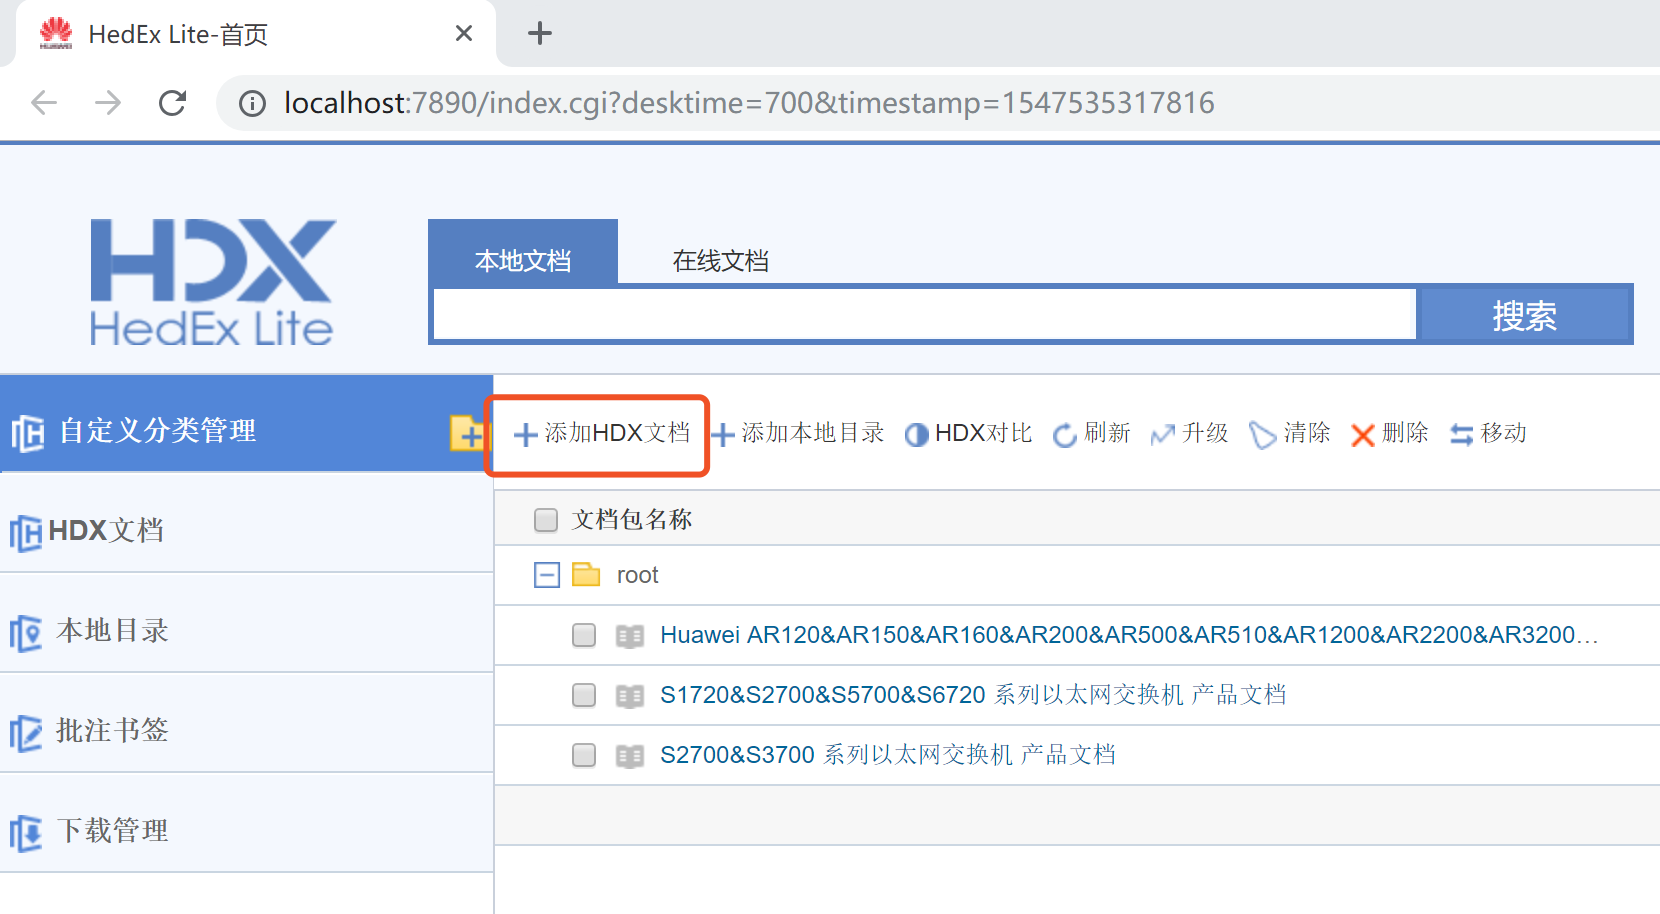 HedEx Lite-首页
localhost:7890/index.cgi?desktime=700&timestamp=1547535317816
HDX
HedEx Lite
本地文档 在线文档
搜索
自定义分类管理
添加HDX文档 添加本地目录 HDX对比 刷新 升级 清除 删除 移动
HDX文档
本地目录
批注书签
下载管理
文档包名称
root
Huawei AR120&AR150&AR160&AR200&AR500&AR510&AR1200&AR2200&AR3200...
S1720&S2700&S5700&S6720 系列以太网交换机 产品文档
S2700&S3700 系列以太网交换机 产品文档